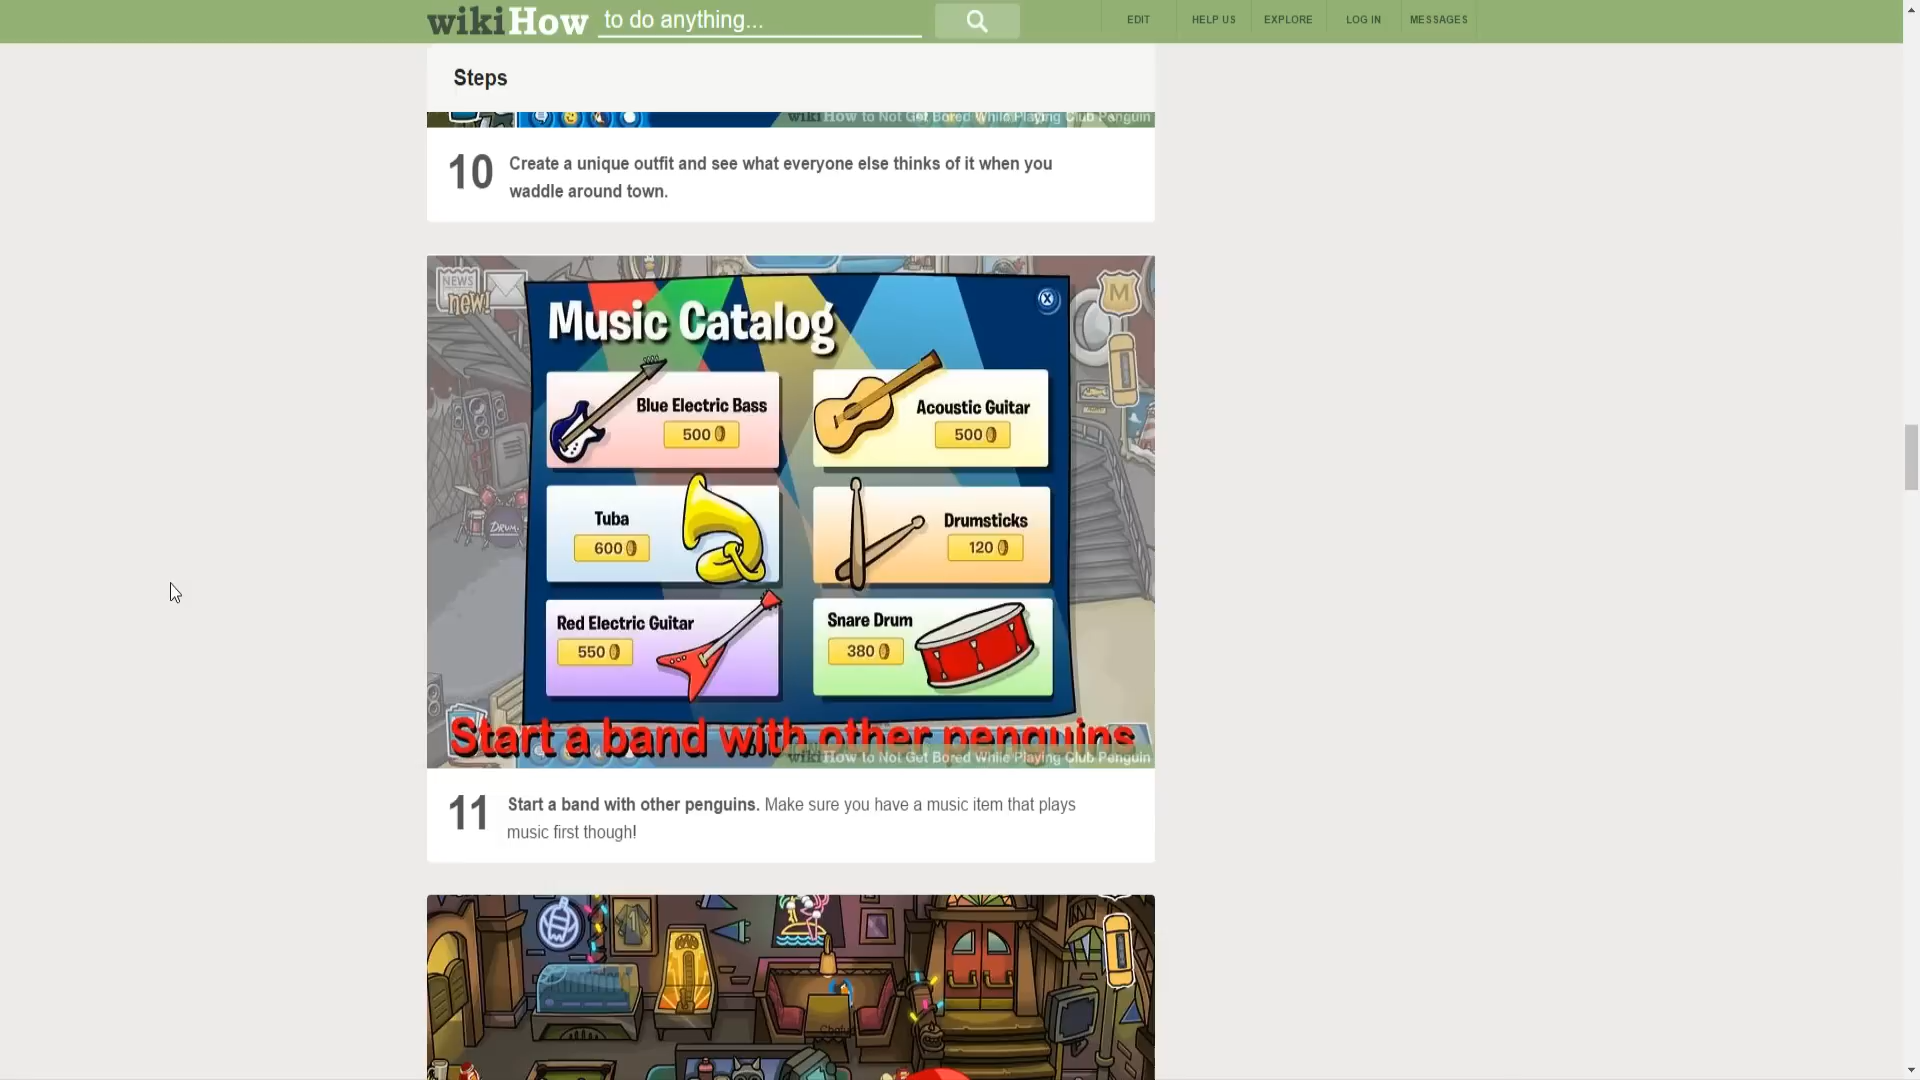 wikiHow to do anything...
EDIT HELP US EXPLORE LOG IN MESSAGES
Steps
wikiHow to Not Get Bored While Playing Club Penguin
10 Create a unique outfit and see what everyone else thinks of it when you
waddle around town.
NEWS
new!
M
Music Catalog
X
Blue Electric Bass
500
Acoustic Guitar
500
Tuba
600
Drumsticks
120
DRUM
Red Electric Guitar
550
Snare Drum
380
Start a band with other penguins
wikiHow to Not Get Bored While Playing Club Penguin
11 Start a band with other penguins. Make sure you have a music item that plays
music first though!